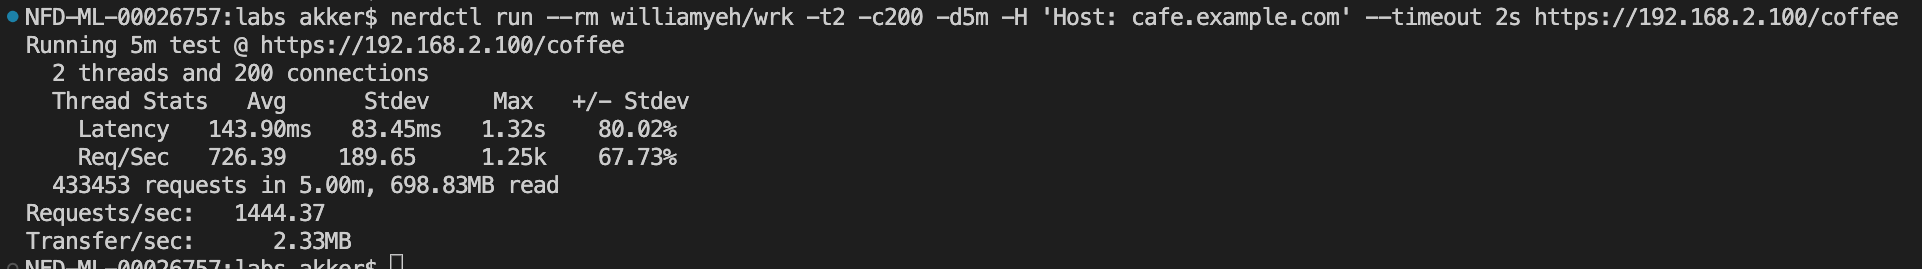 NFD-ML-00026757:labs akker$ nerdctl run --rm williamyeh/wrk -t2 -c200 -d5m -H 'Host: cafe.example.com' --timeout 2s https://192.168.2.100/coffee
Running 5m test @ https://192.168.2.100/coffee
  2 threads and 200 connections
  Thread Stats   Avg      Stdev     Max   +/- Stdev
    Latency   143.90ms   83.45ms   1.32s    80.02%
    Req/Sec   726.39    189.65     1.25k    67.73%
  433453 requests in 5.00m, 698.83MB read
Requests/sec:   1444.37
Transfer/sec:      2.33MB
NFD-ML-00026757:labs akker$